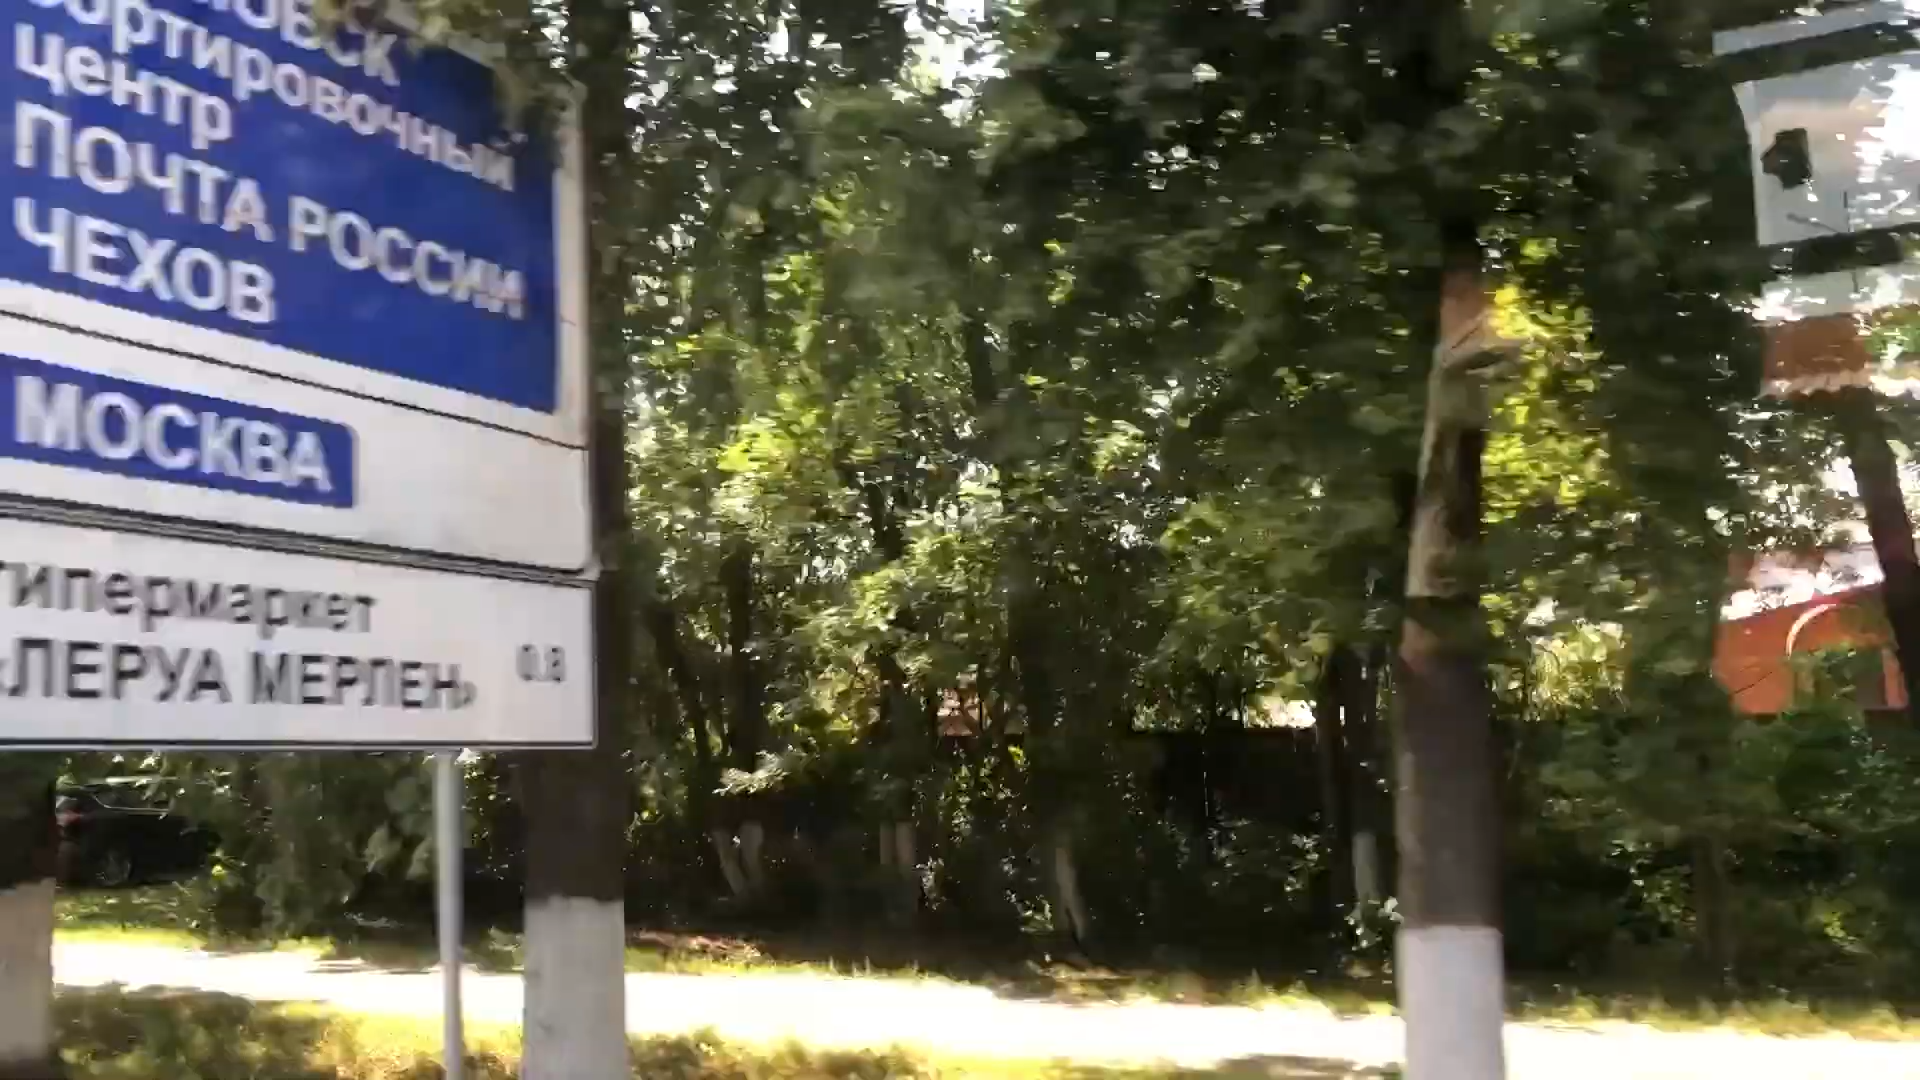 сортировочный
центр
ПОЧТА РОССИИ
ЧЕХОВ
МОСКВА
гипермаркет
«ЛЕРУА МЕРЛЕН» 0.8